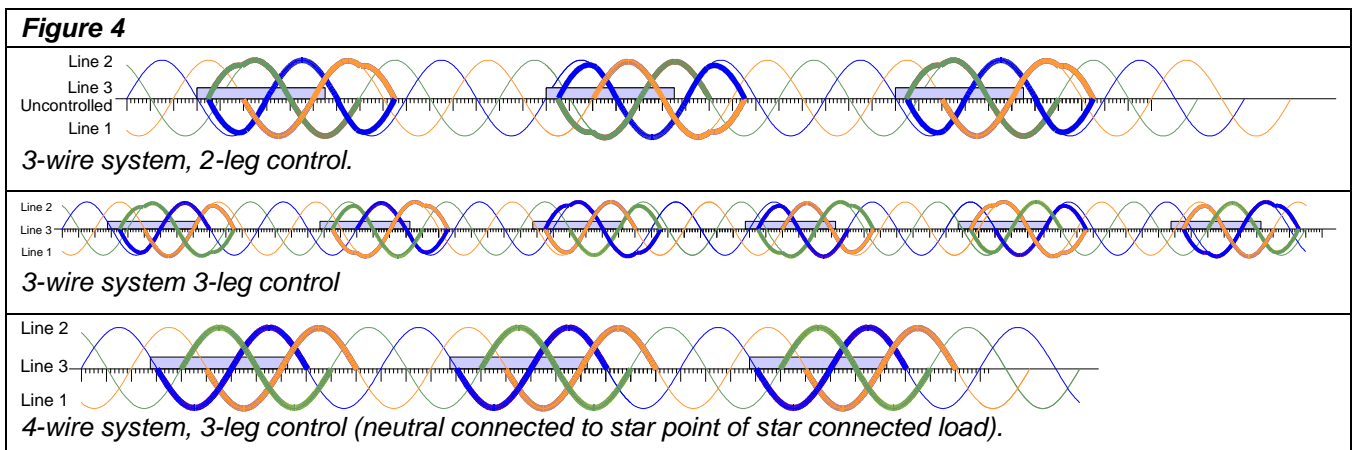 Figure 4
Line 2
Line 3
Uncontrolled
Line 1
3-wire system, 2-leg control.
Line 2
Line 3
Line 1
3-wire system 3-leg control
Line 2
Line 3
Line 1
4-wire system, 3-leg control (neutral connected to star point of star connected load).